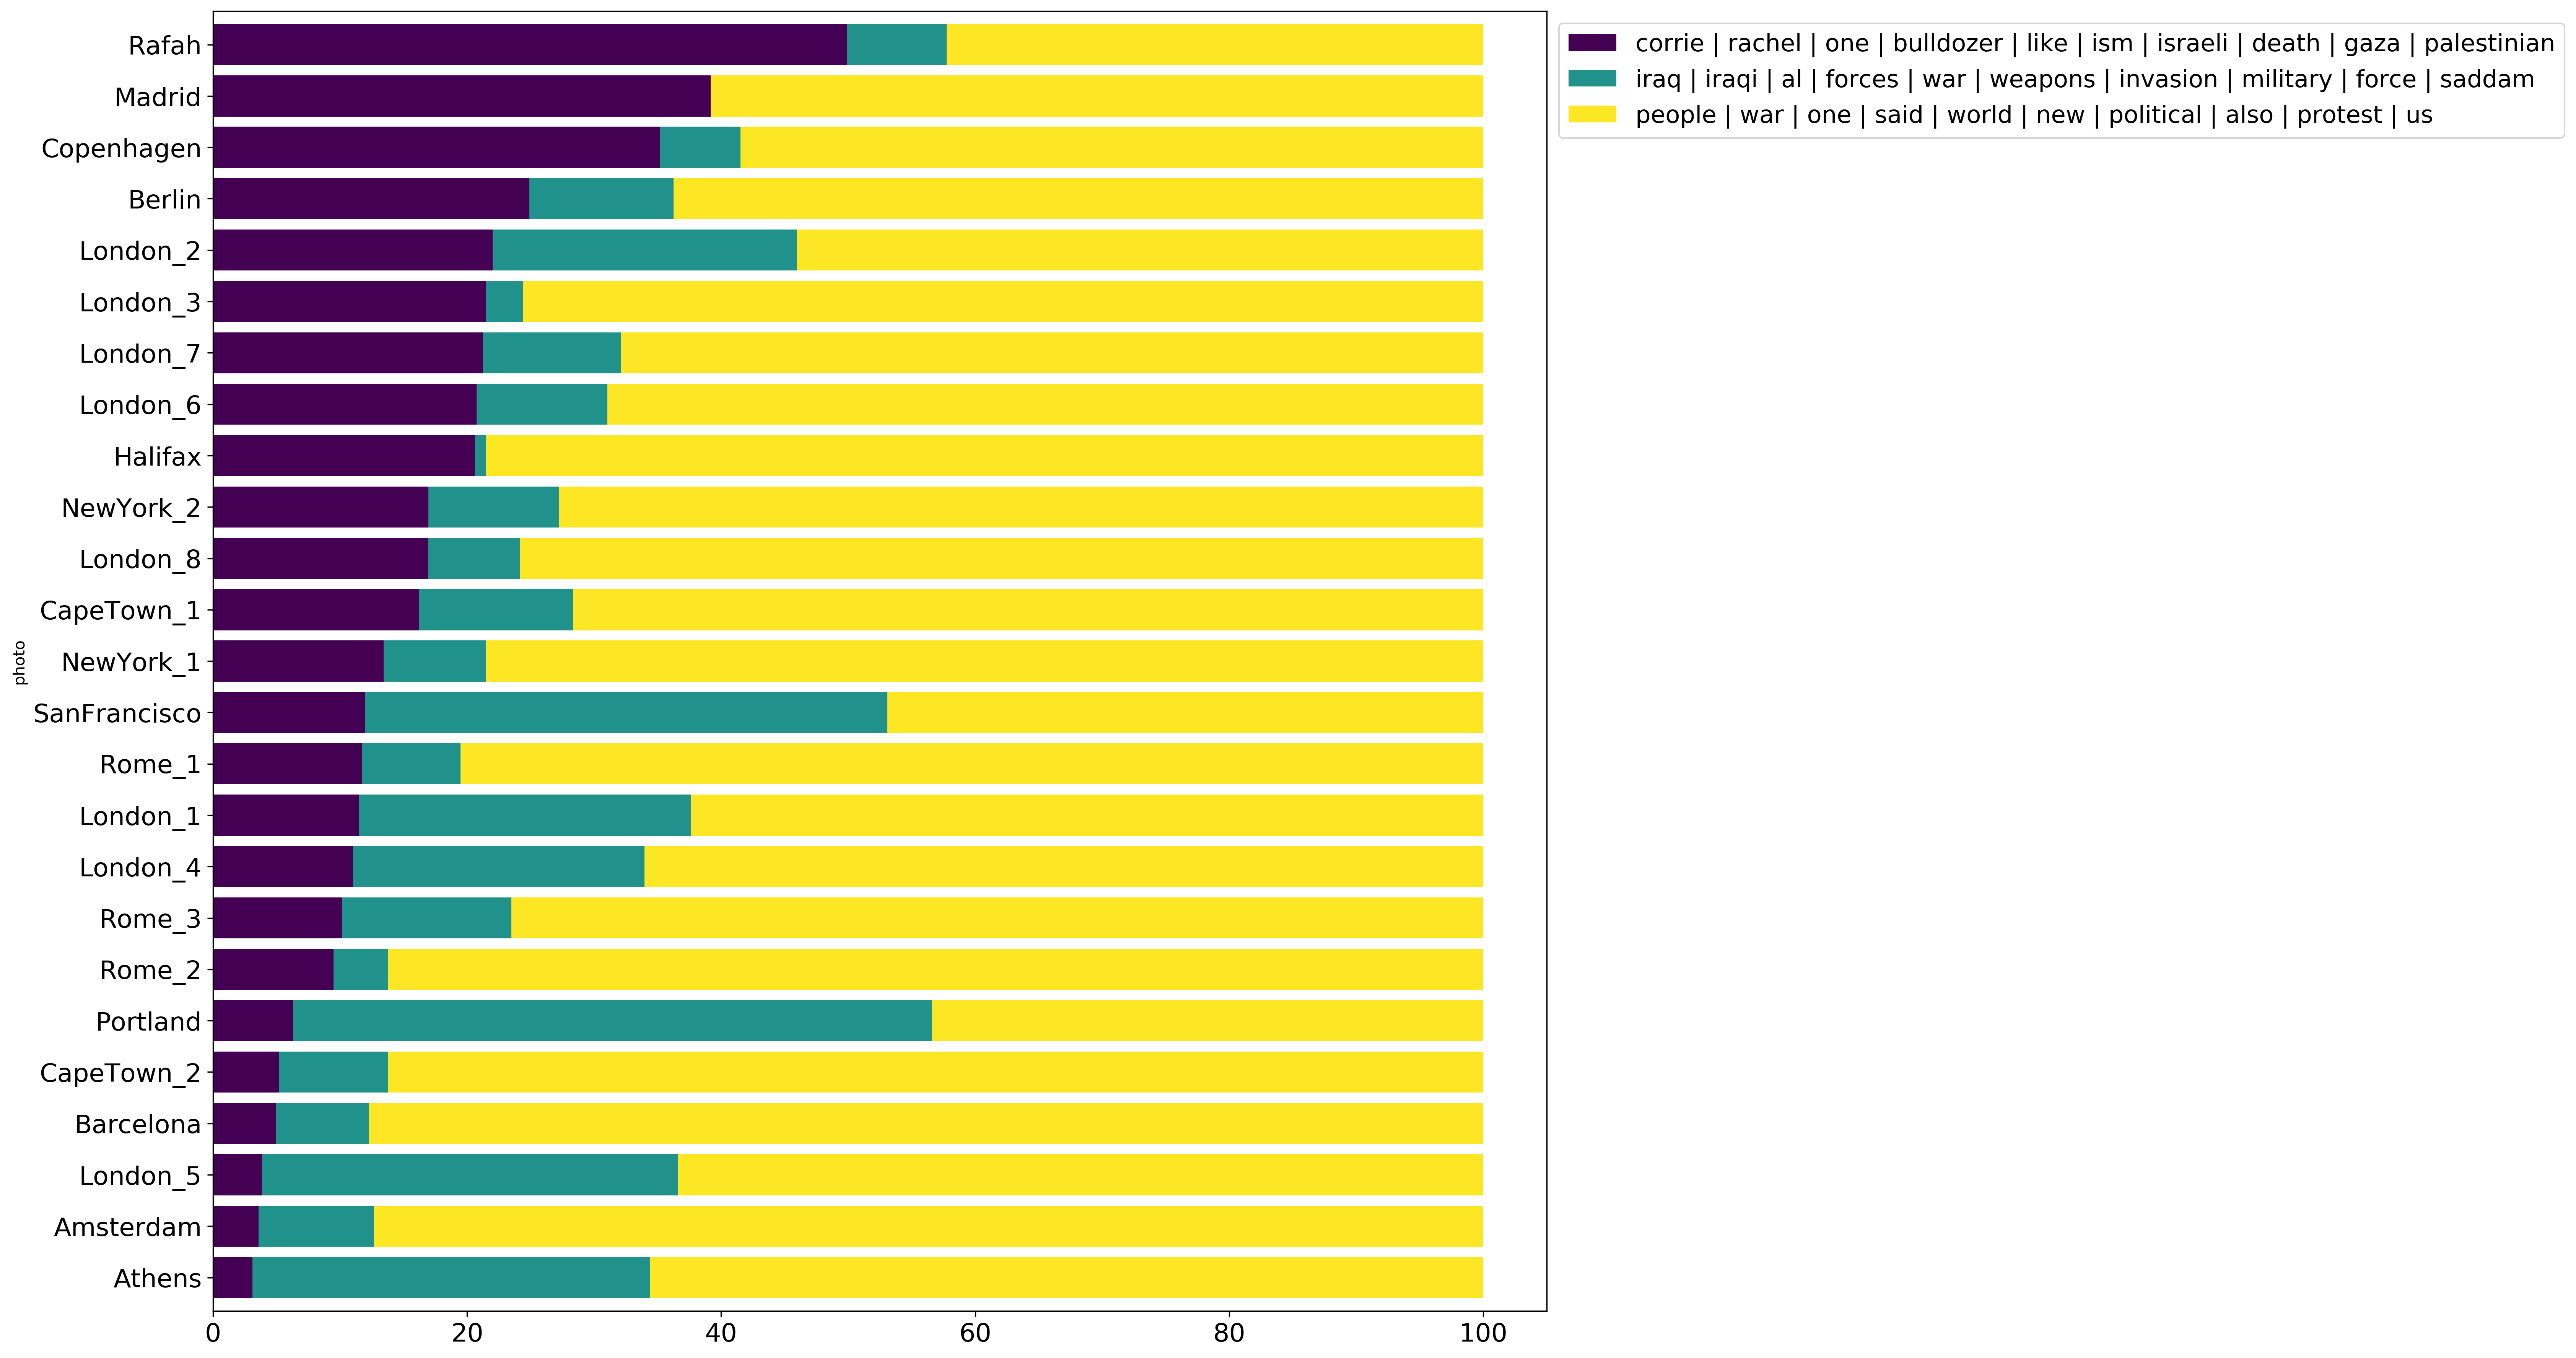 Rafah
Madrid
Copenhagen
Berlin
London_2
London_3
London_7
London_6
Halifax
NewYork_2
London_8
CapeTown_1
NewYork_1
SanFrancisco
Rome_1
London_1
London_4
Rome_3
Rome_2
Portland
CapeTown_2
Barcelona
London_5
Amsterdam
Athens
photo
0 20 40 60 80 100
corrie | rachel | one | bulldozer | like | ism | israeli | death | gaza | palestinian
iraq | iraqi | al | forces | war | weapons | invasion | military | force | saddam
people | war | one | said | world | new | political | also | protest | us